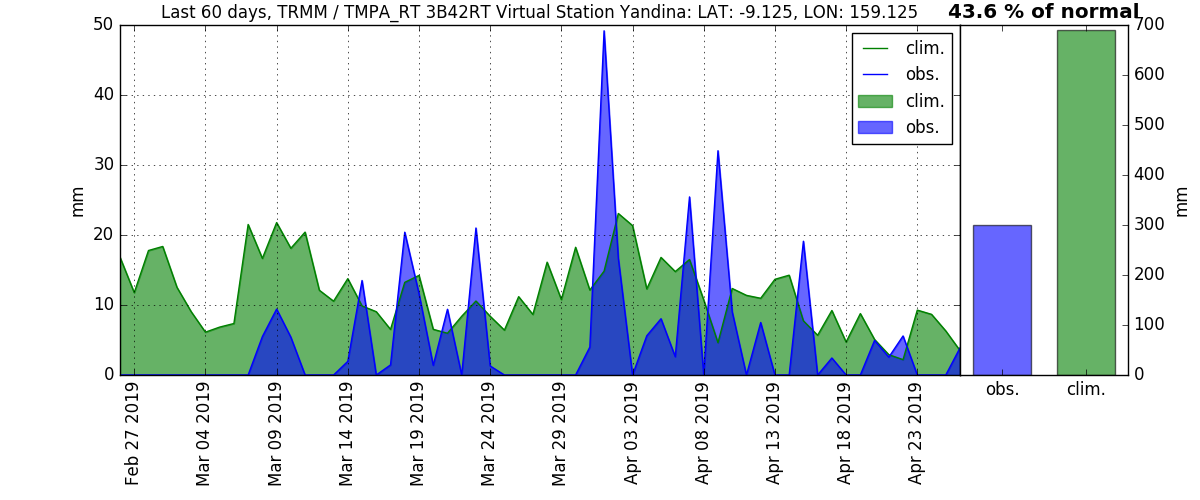 Last 60 days, TRMM / TMPA_RT 3B42RT Virtual Station Yandina: LAT: -9.125, LON: 159.125
43.6 % of normal
50
40
30
20
10
0
mm
clim.
obs.
clim.
obs.
Feb 27 2019
Mar 04 2019
Mar 09 2019
Mar 14 2019
Mar 19 2019
Mar 24 2019
Mar 29 2019
Apr 03 2019
Apr 08 2019
Apr 13 2019
Apr 18 2019
Apr 23 2019
700
600
500
400
300
200
100
0
mm
obs.
clim.